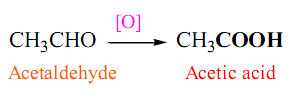 [O]
CH₃CHO ⟶ CH₃COOH
Acetaldehyde Acetic acid